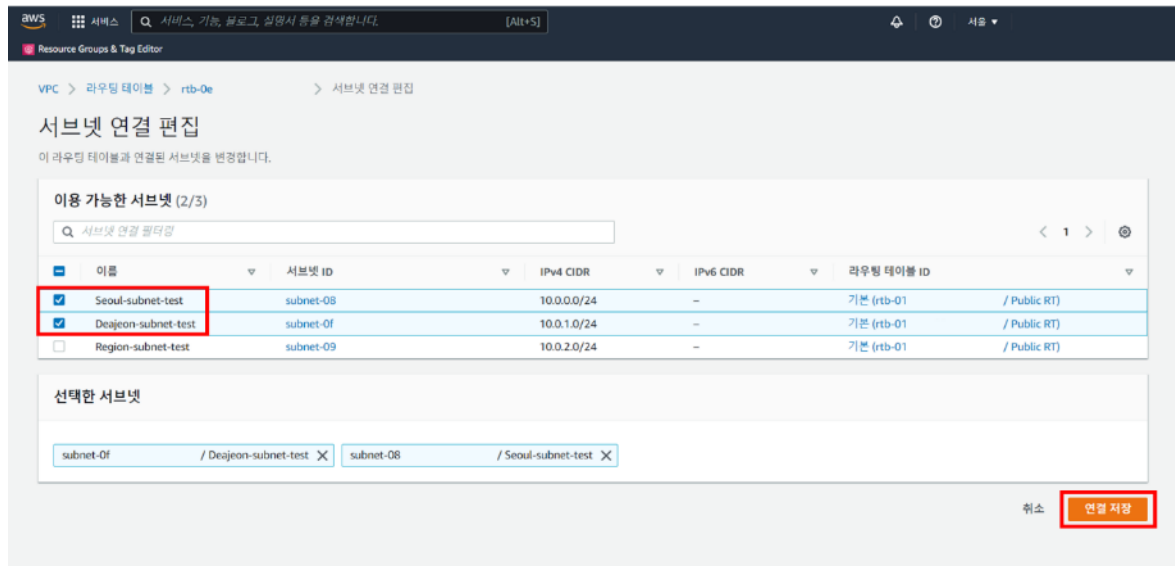 aws 서비스 서비스, 기능, 블로그, 설명서 등을 검색합니다. [Alt+S] 서울 ▼
Resource Groups & Tag Editor
VPC > 라우팅 테이블 > rtb-0e > 서브넷 연결 편집
서브넷 연결 편집
이 라우팅 테이블과 연결된 서브넷을 변경합니다.
이용 가능한 서브넷 (2/3)
서브넷 연결 필터링 < 1 >
이름 서브넷 ID IPv4 CIDR IPv6 CIDR 라우팅 테이블 ID
Seoul-subnet-test subnet-08 10.0.0.0/24 – 기본 (rtb-01 / Public RT)
Deajeon-subnet-test subnet-0f 10.0.1.0/24 – 기본 (rtb-01 / Public RT)
Region-subnet-test subnet-09 10.0.2.0/24 – 기본 (rtb-01 / Public RT)
선택한 서브넷
subnet-0f / Deajeon-subnet-test X subnet-08 / Seoul-subnet-test X
취소 연결 저장